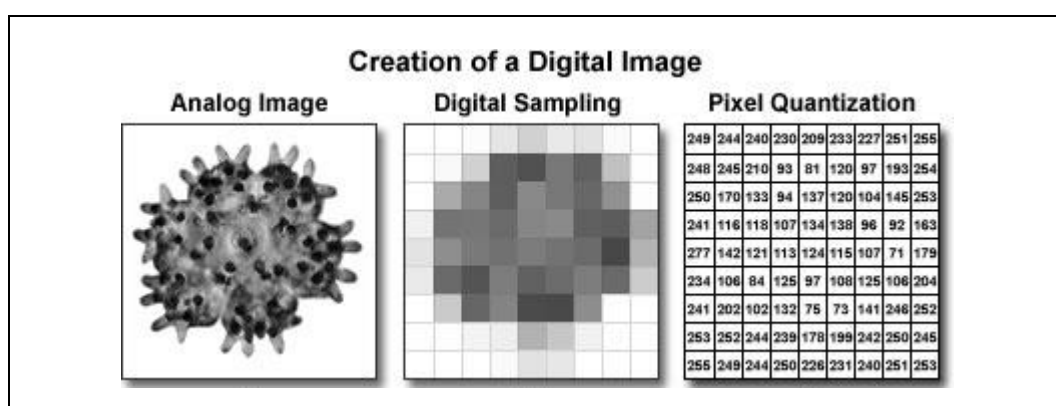 Creation of a Digital Image
Analog Image Digital Sampling Pixel Quantization
249 244 240 230 209 233 227 251 255
248 245 210 93 81 120 97 193 254
250 170 133 94 137 120 104 145 253
241 116 118 107 134 138 96 92 163
277 142 121 113 124 115 107 71 179
234 106 84 125 97 108 125 106 204
241 202 102 132 75 73 141 246 252
253 252 244 239 178 199 242 250 245
255 249 244 250 226 231 240 251 253